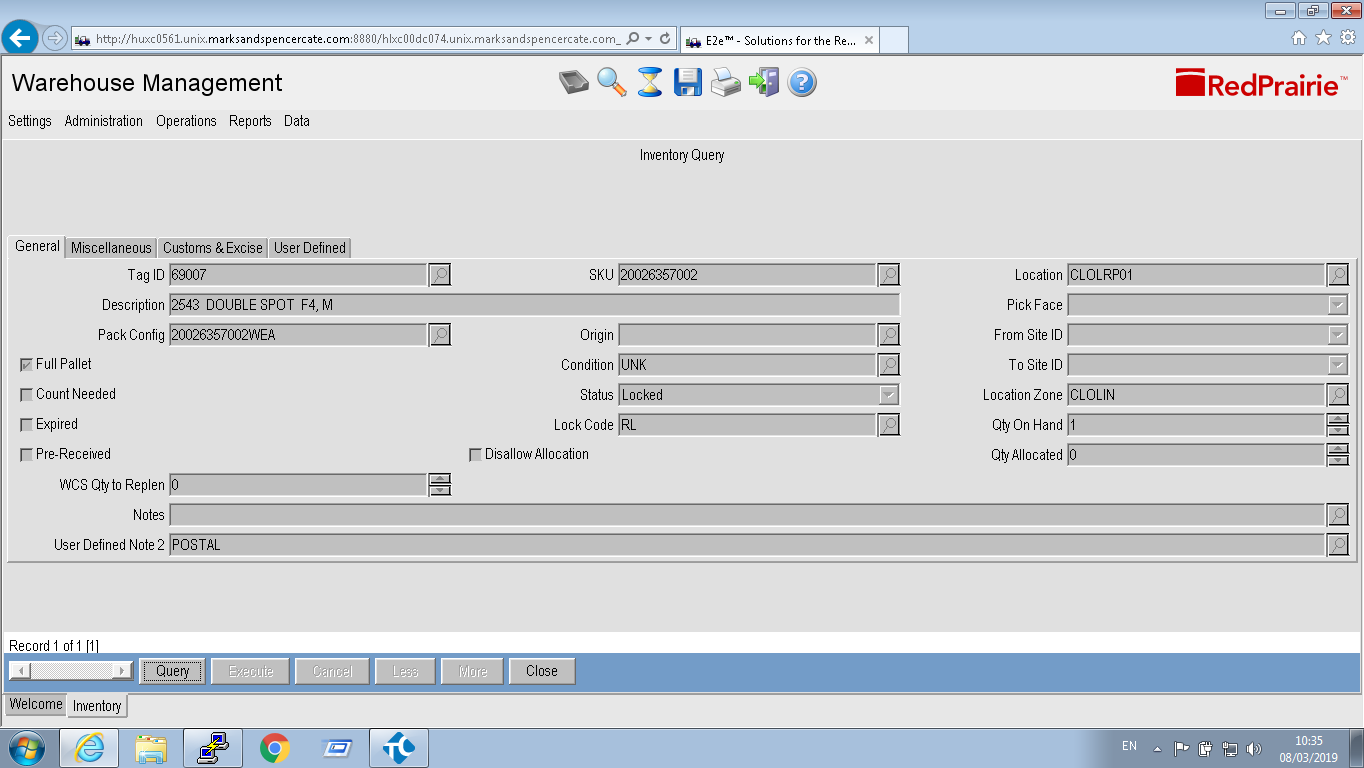 http://huxc0561.unix.marksandspencercate.com:8880/hlxc00dc074.unix.marksandspencercate.com_
E2e™ - Solutions for the Re...
Warehouse Management
RedPrairie™
Settings Administration Operations Reports Data
Inventory Query
General Miscellaneous Customs & Excise User Defined
Tag ID 69007 SKU 20026357002 Location CLOLRP01
Description 2543 DOUBLE SPOT F4, M Pick Face
Pack Config 20026357002WEA Origin From Site ID
Full Pallet Condition UNK To Site ID
Count Needed Status Locked Location Zone CLOLIN
Expired Lock Code RL Qty On Hand 1
Pre-Received Disallow Allocation Qty Allocated 0
WCS Qty to Replen 0
Notes
User Defined Note 2 POSTAL
Record 1 of 1 [1]
Query Execute Cancel Less More Close
Welcome Inventory
EN 10:35
08/03/2019